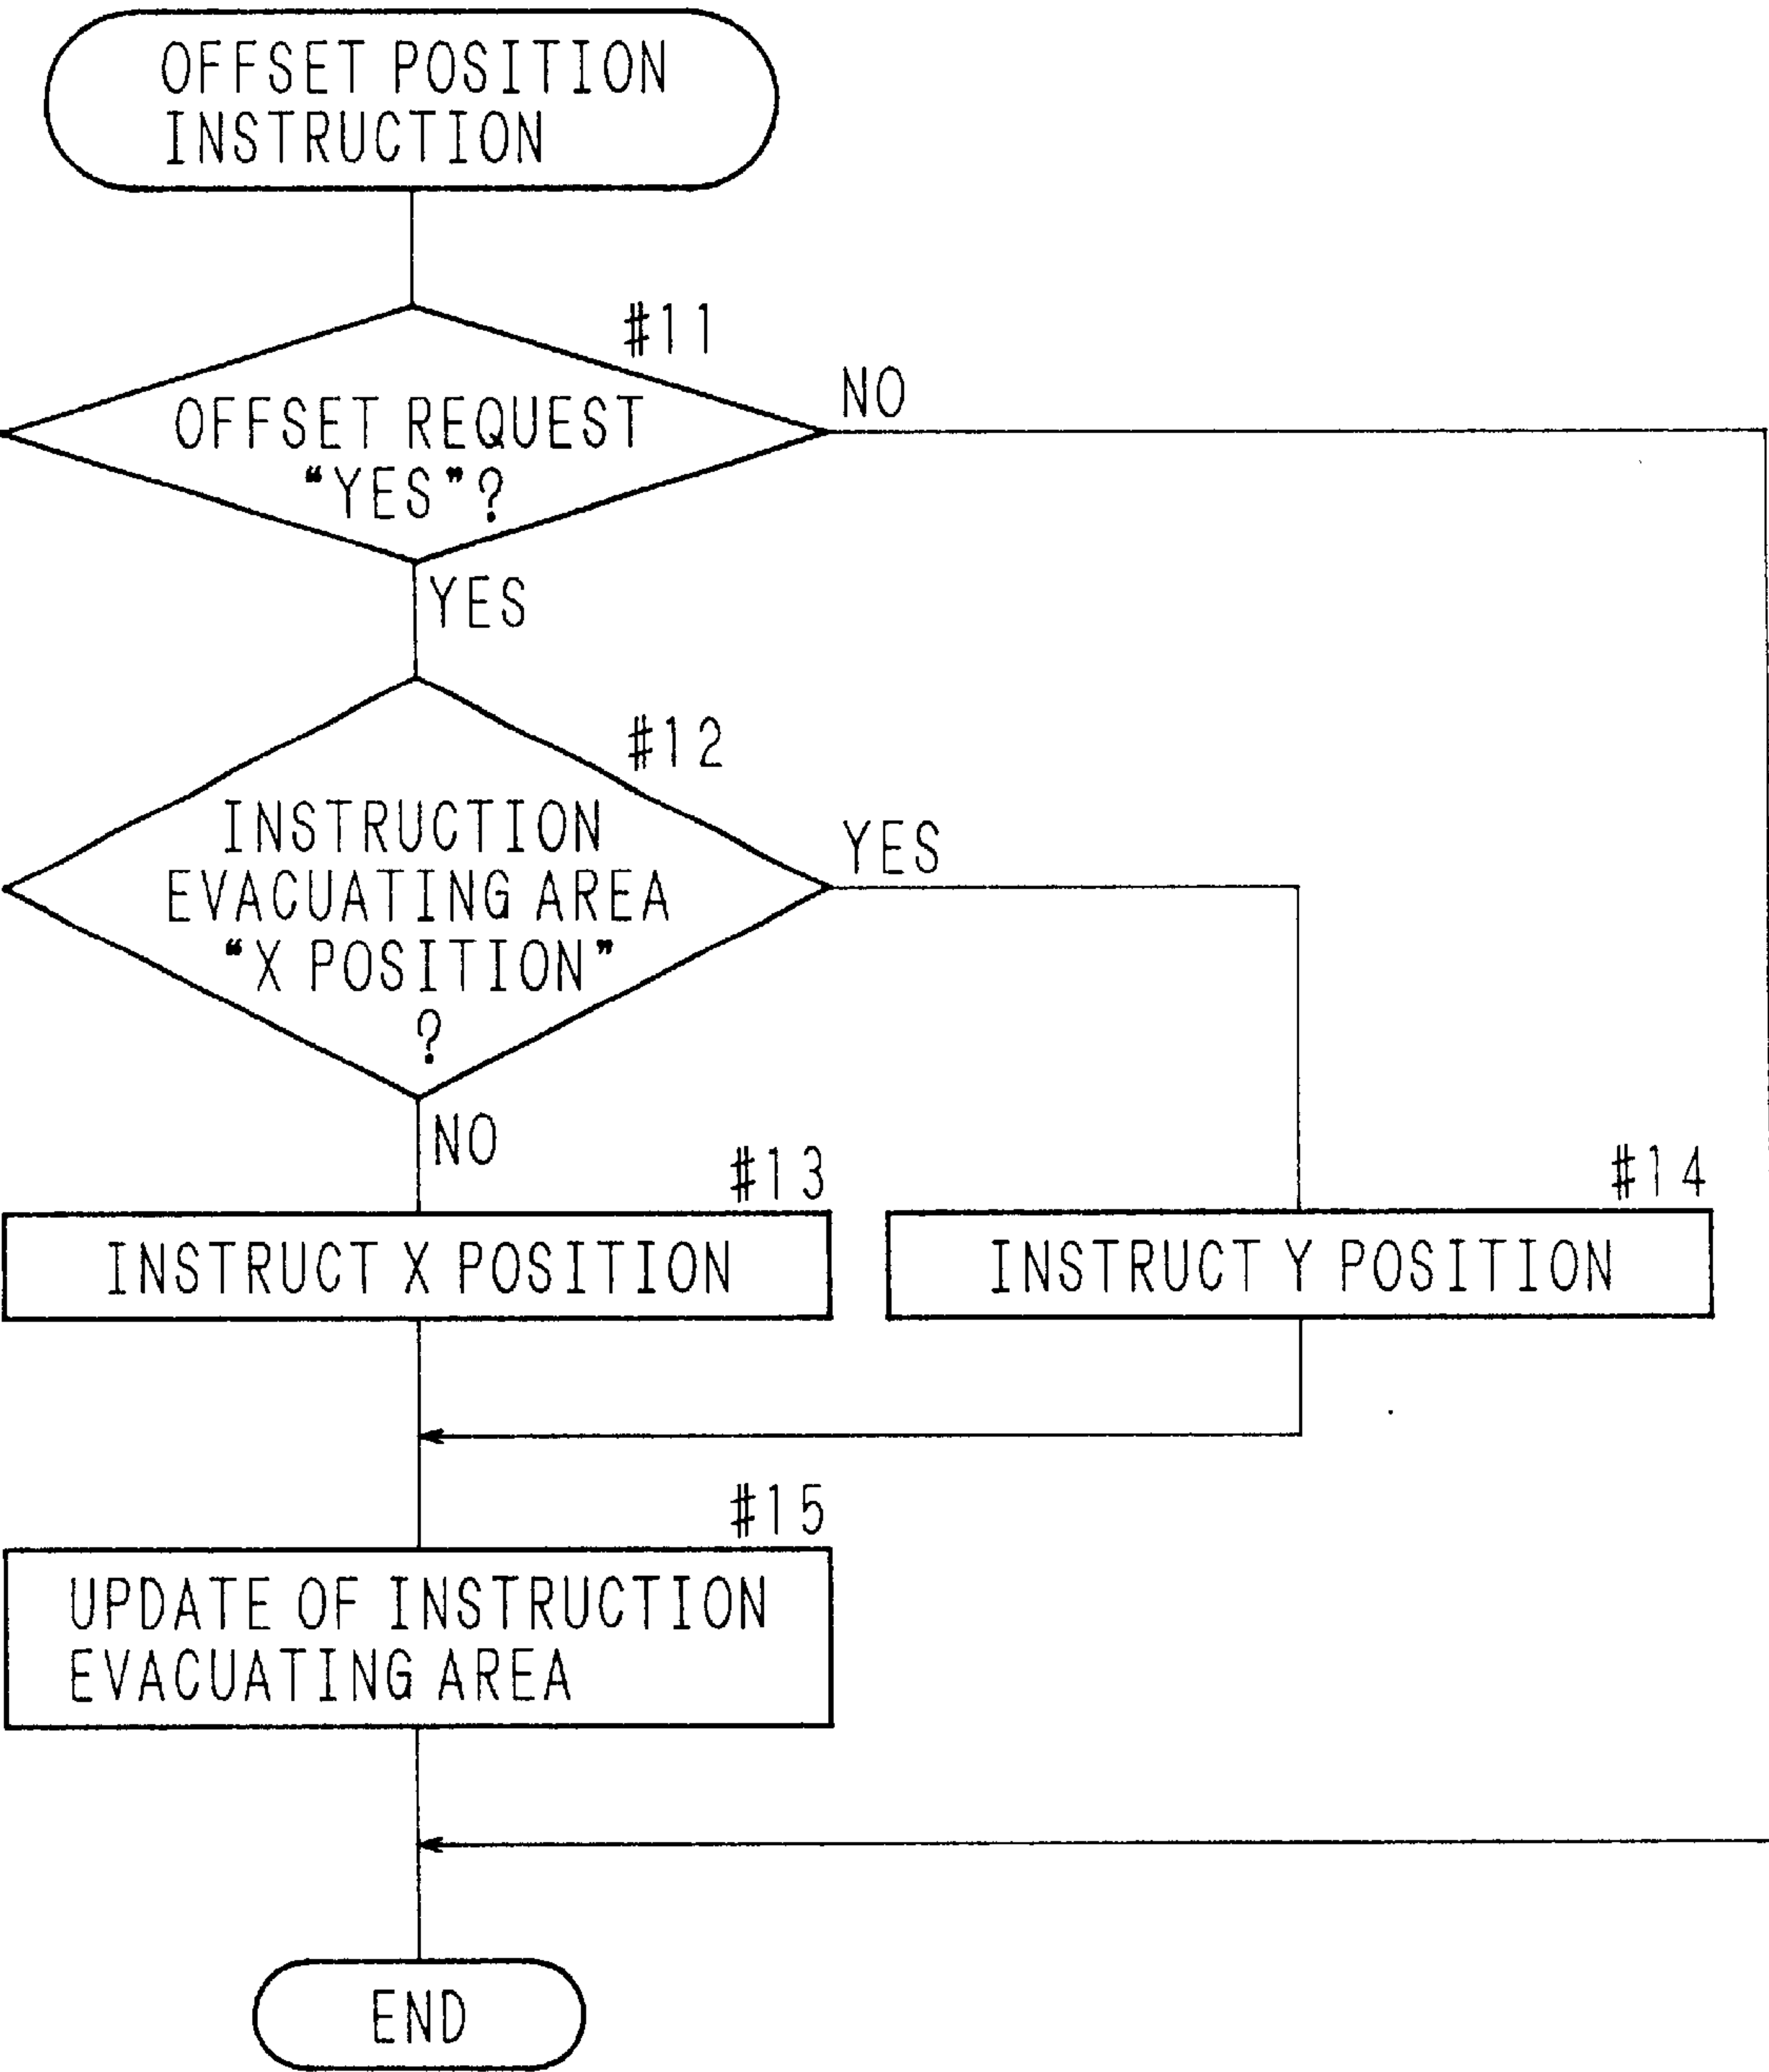 OFFSET POSITION
INSTRUCTION
#11
NO
OFFSET REQUEST
“YES”?
YES
#12
INSTRUCTION
EVACUATING AREA
“X POSITION”
?
YES
NO
#13
#14
INSTRUCT X POSITION
INSTRUCT Y POSITION
#15
UPDATE OF INSTRUCTION
EVACUATING AREA
END